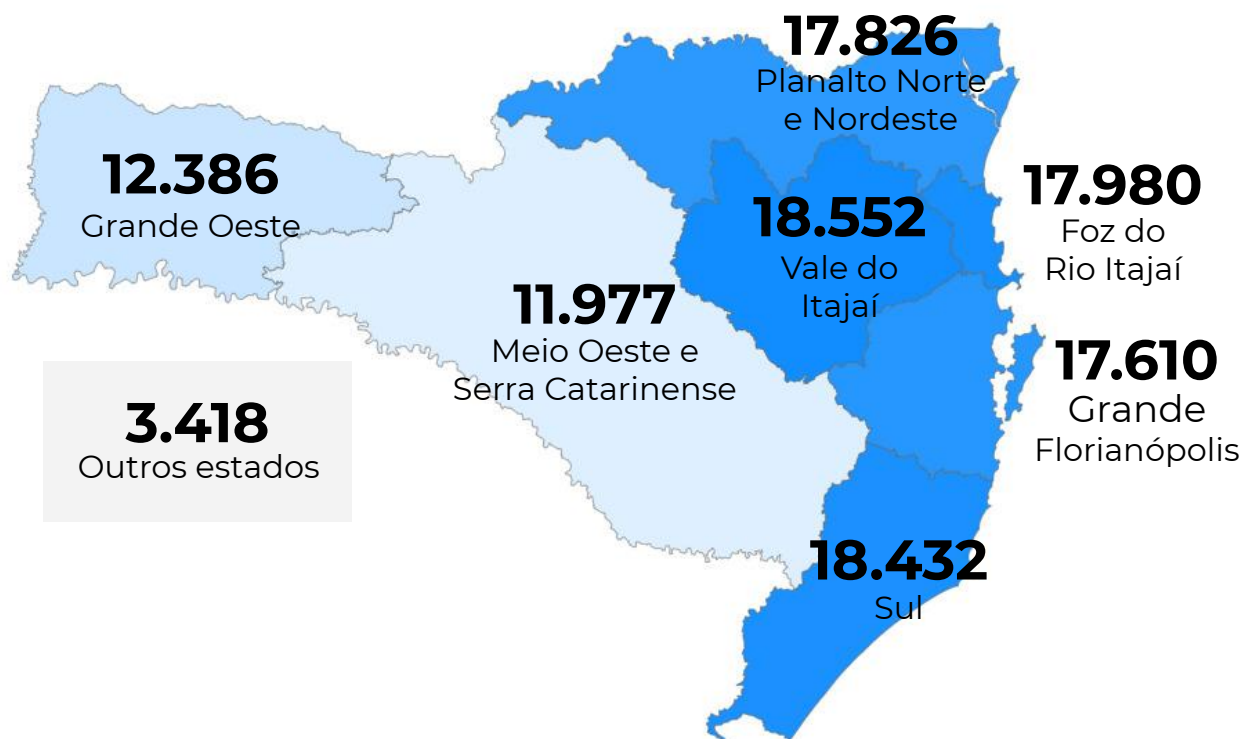 17.826
Planalto Norte
e Nordeste
12.386
Grande Oeste
17.980
Foz do
Rio Itajaí
18.552
Vale do
Itajaí
11.977
Meio Oeste e
Serra Catarinense
17.610
Grande
Florianópolis
3.418
Outros estados
18.432
Sul